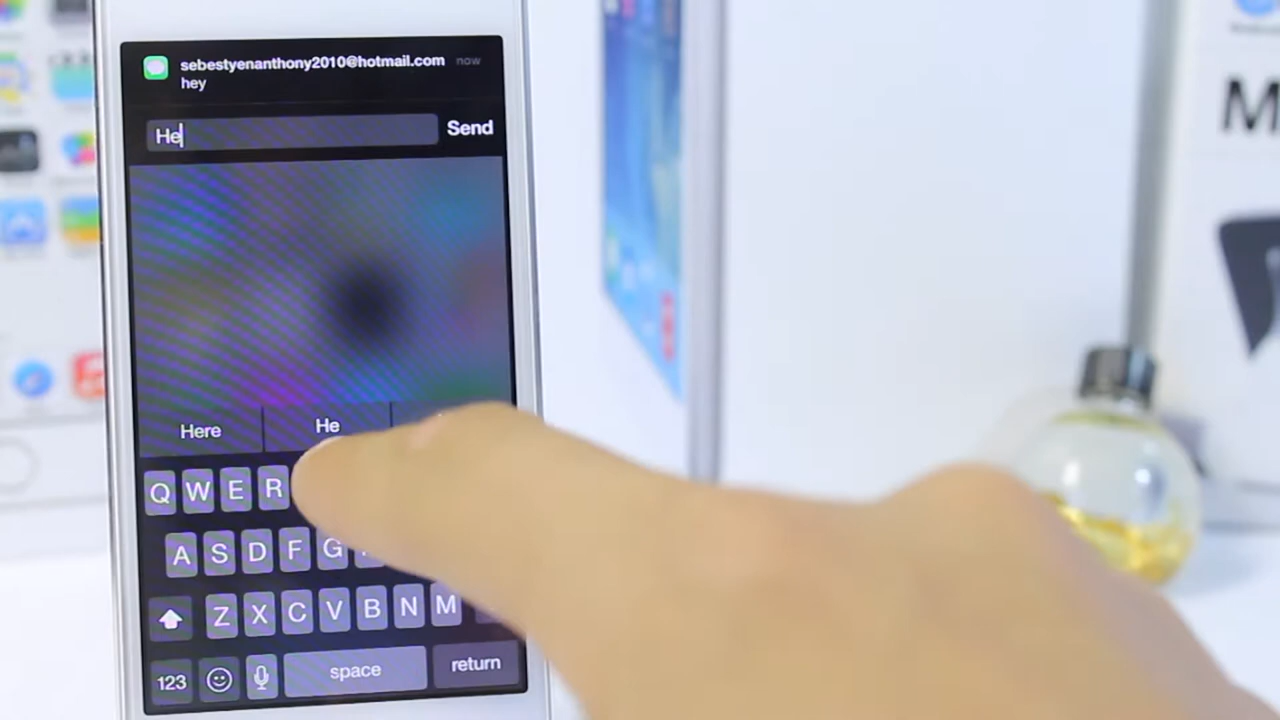 sebestyenanthony2010@hotmail.com now
hey
He Send
Here He
Q W E R
A S D F G
Z X C V B N M
123 space return
M